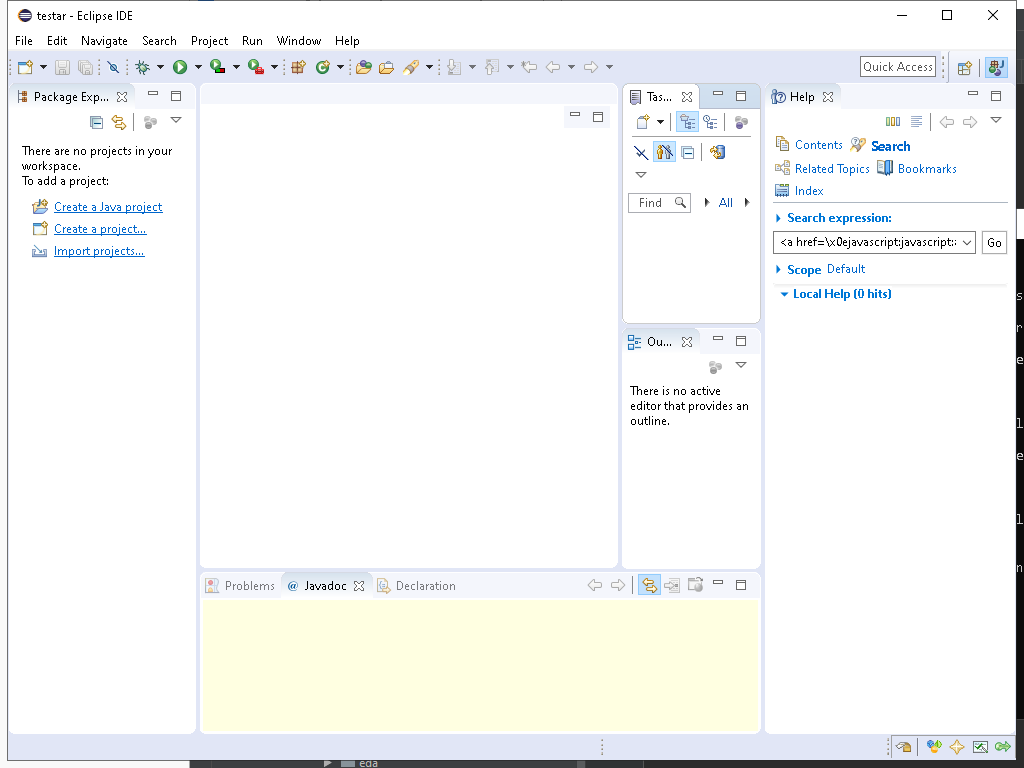 testar - Eclipse IDE
File Edit Navigate Search Project Run Window Help
Quick Access
Package Exp...
There are no projects in your
workspace.
To add a project:
Create a Java project
Create a project...
Import projects...
Tas...
Find
All
Ou...
There is no active
editor that provides an
outline.
Help
Contents Search
Related Topics Bookmarks
Index
Search expression:
<a href=\x0ejavascript:javascript:
Go
Scope Default
Local Help (0 hits)
Problems @ Javadoc Declaration
s
r
e
l
e
l
n
eda